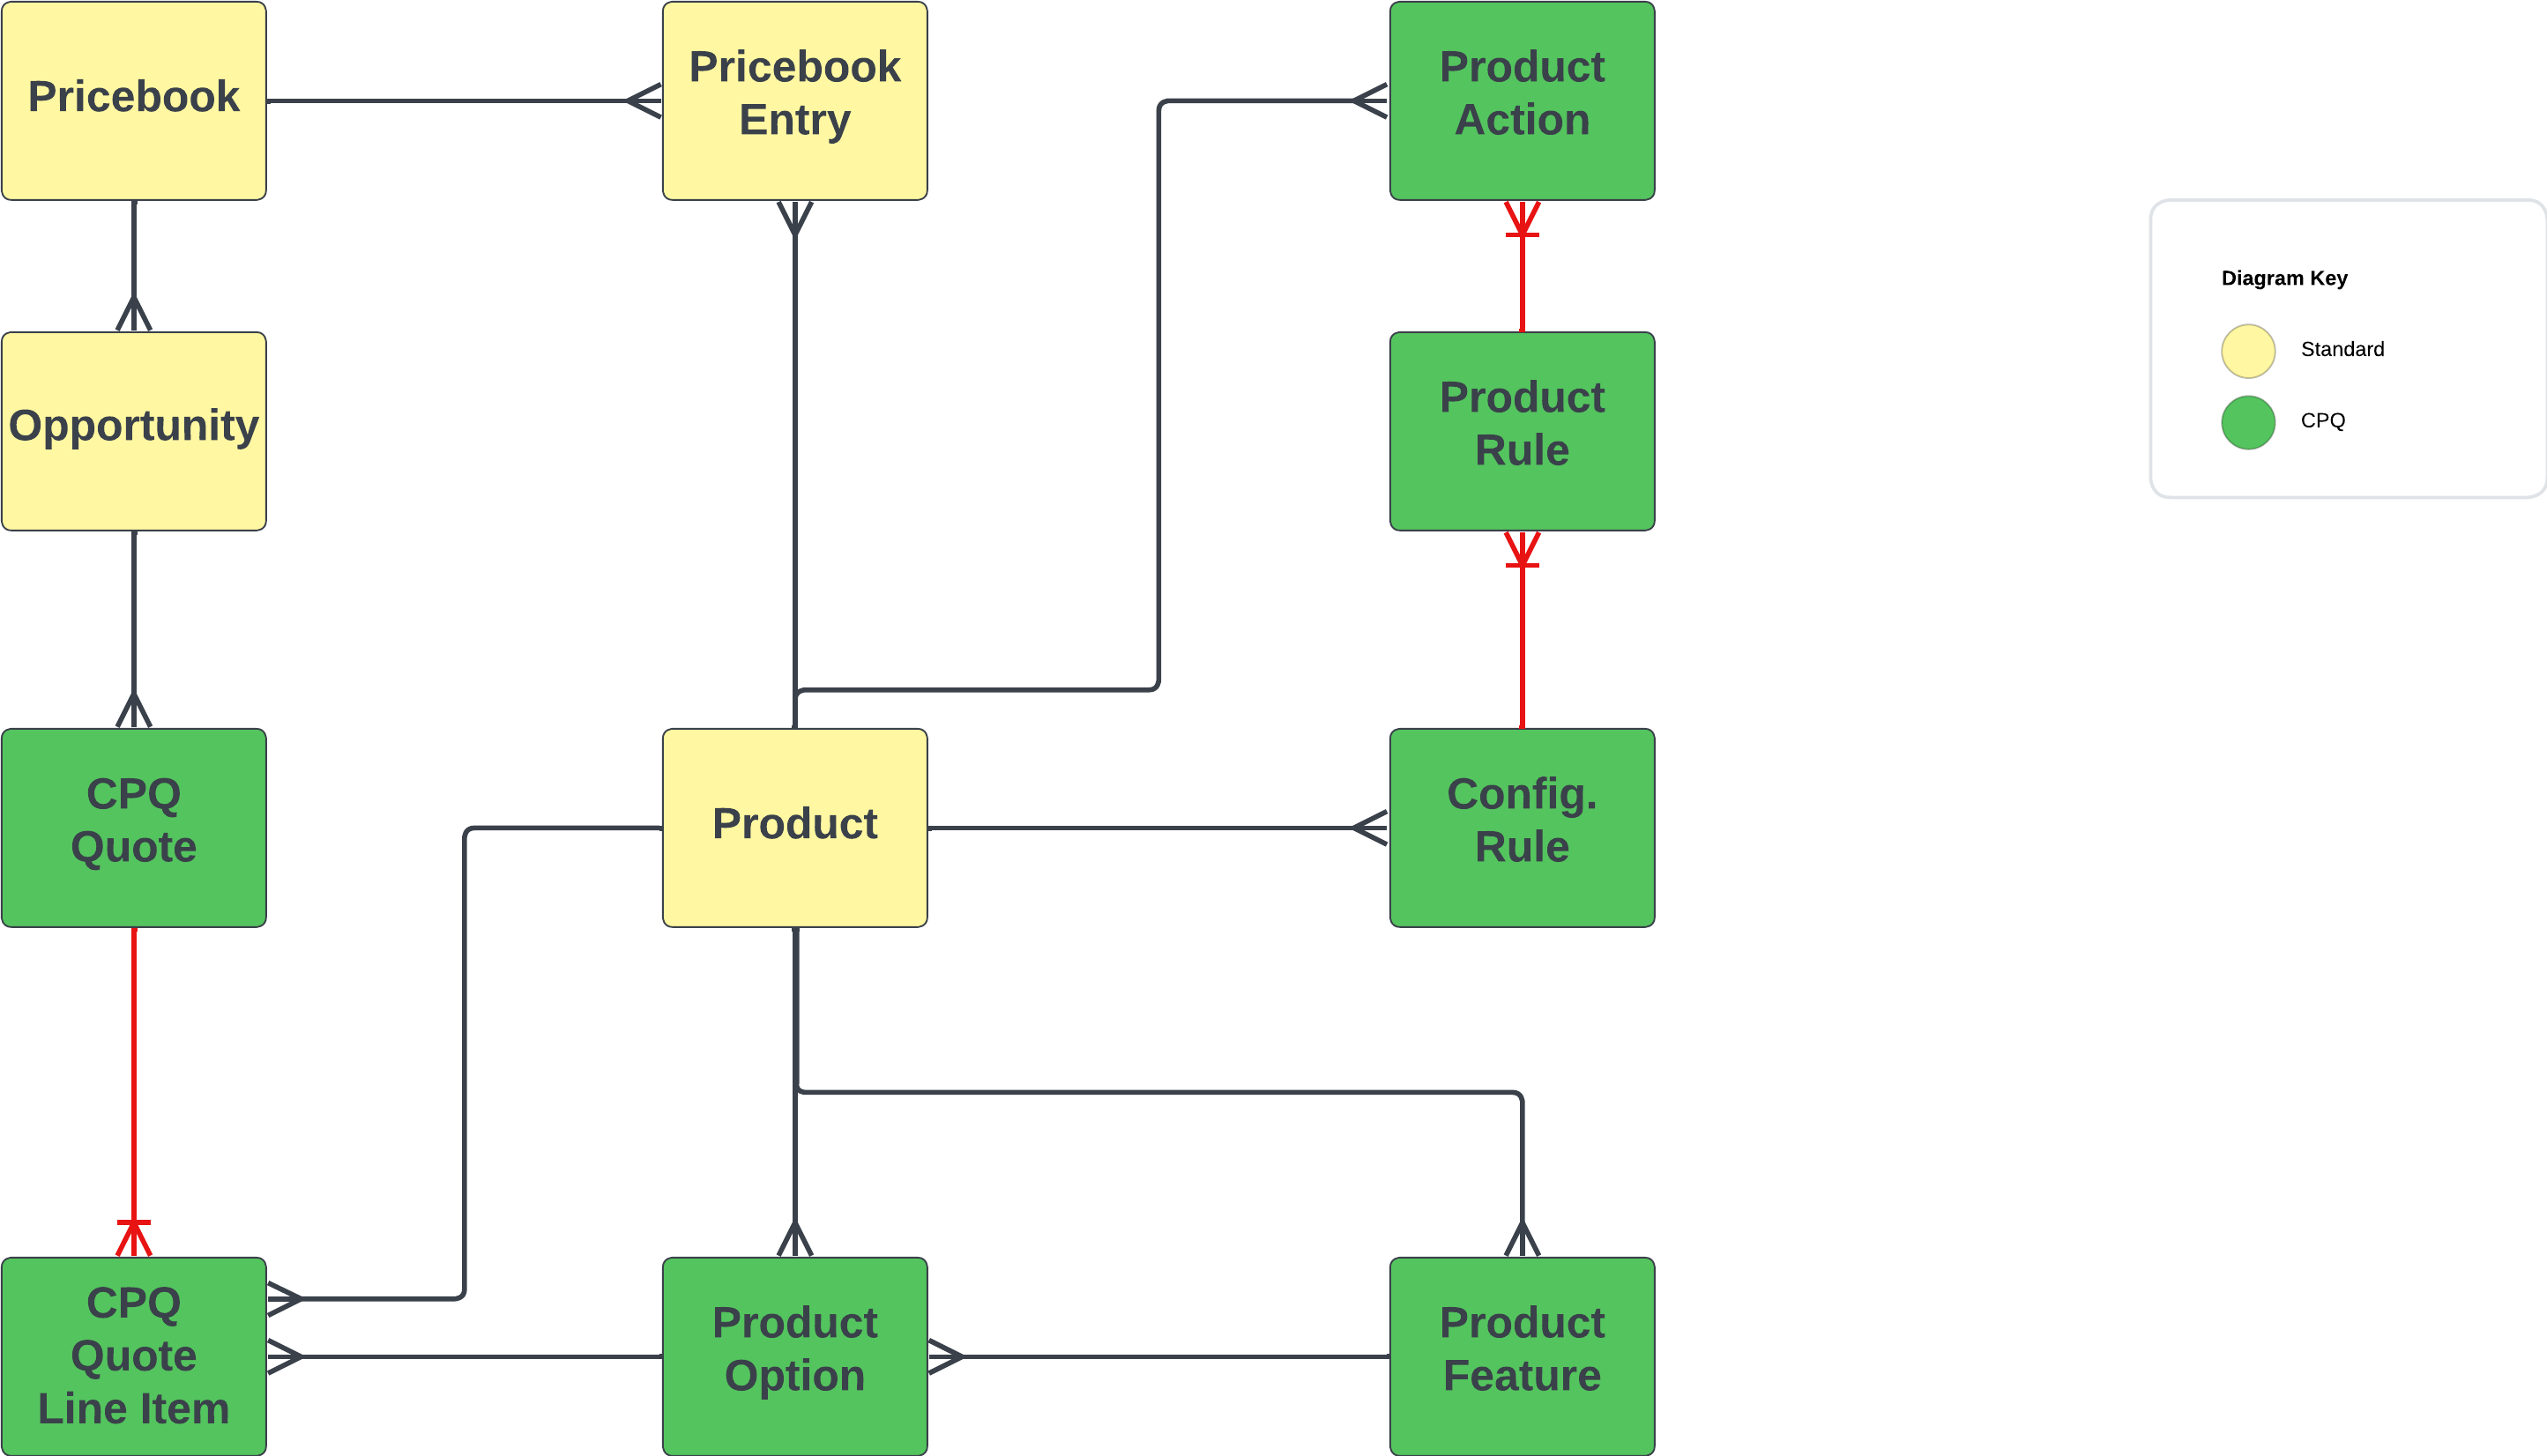 Pricebook
Pricebook
Entry
Product
Action
Opportunity
Product
Rule
Diagram Key
Standard
CPQ
CPQ
Quote
Product
Config.
Rule
CPQ
Quote
Line Item
Product
Option
Product
Feature